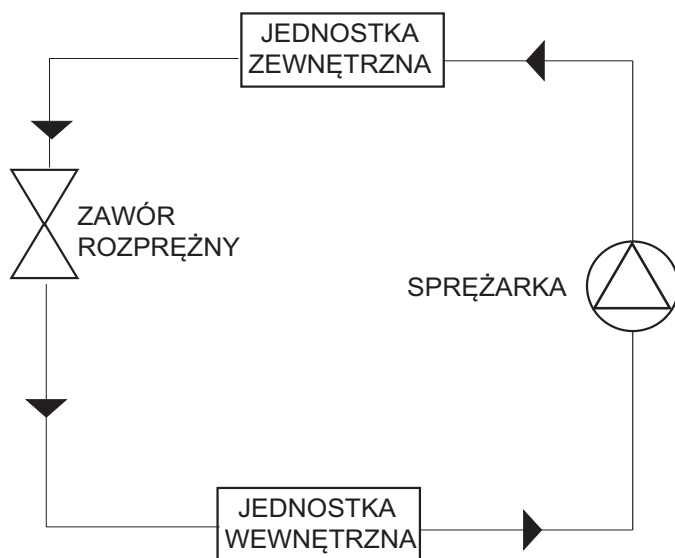 JEDNOSTKA
ZEWNĘTRZNA
ZAWÓR
ROZPRĘŻNY
SPRĘŻARKA
JEDNOSTKA
WEWNĘTRZNA